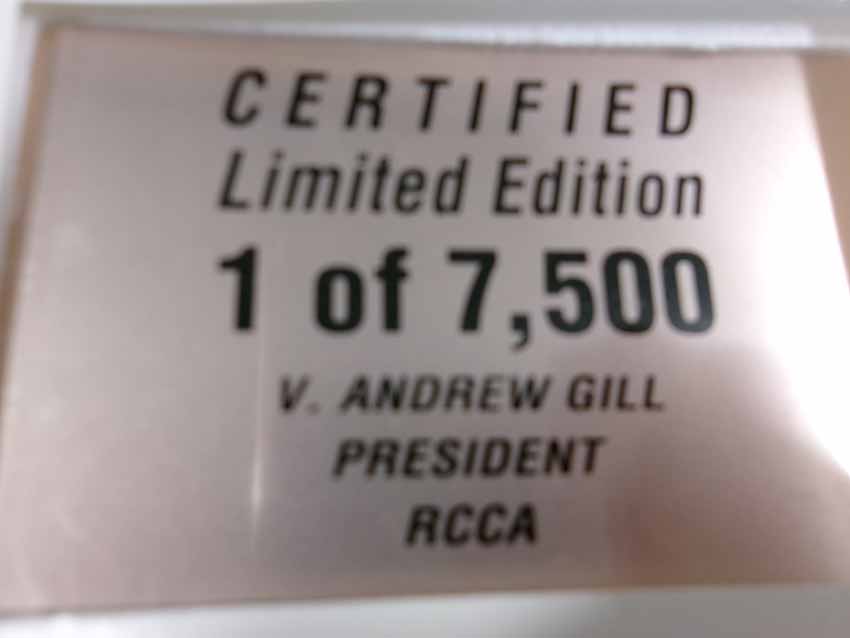 CERTIFIED
Limited Edition
1 of 7,500
V. ANDREW GILL
PRESIDENT
RCCA